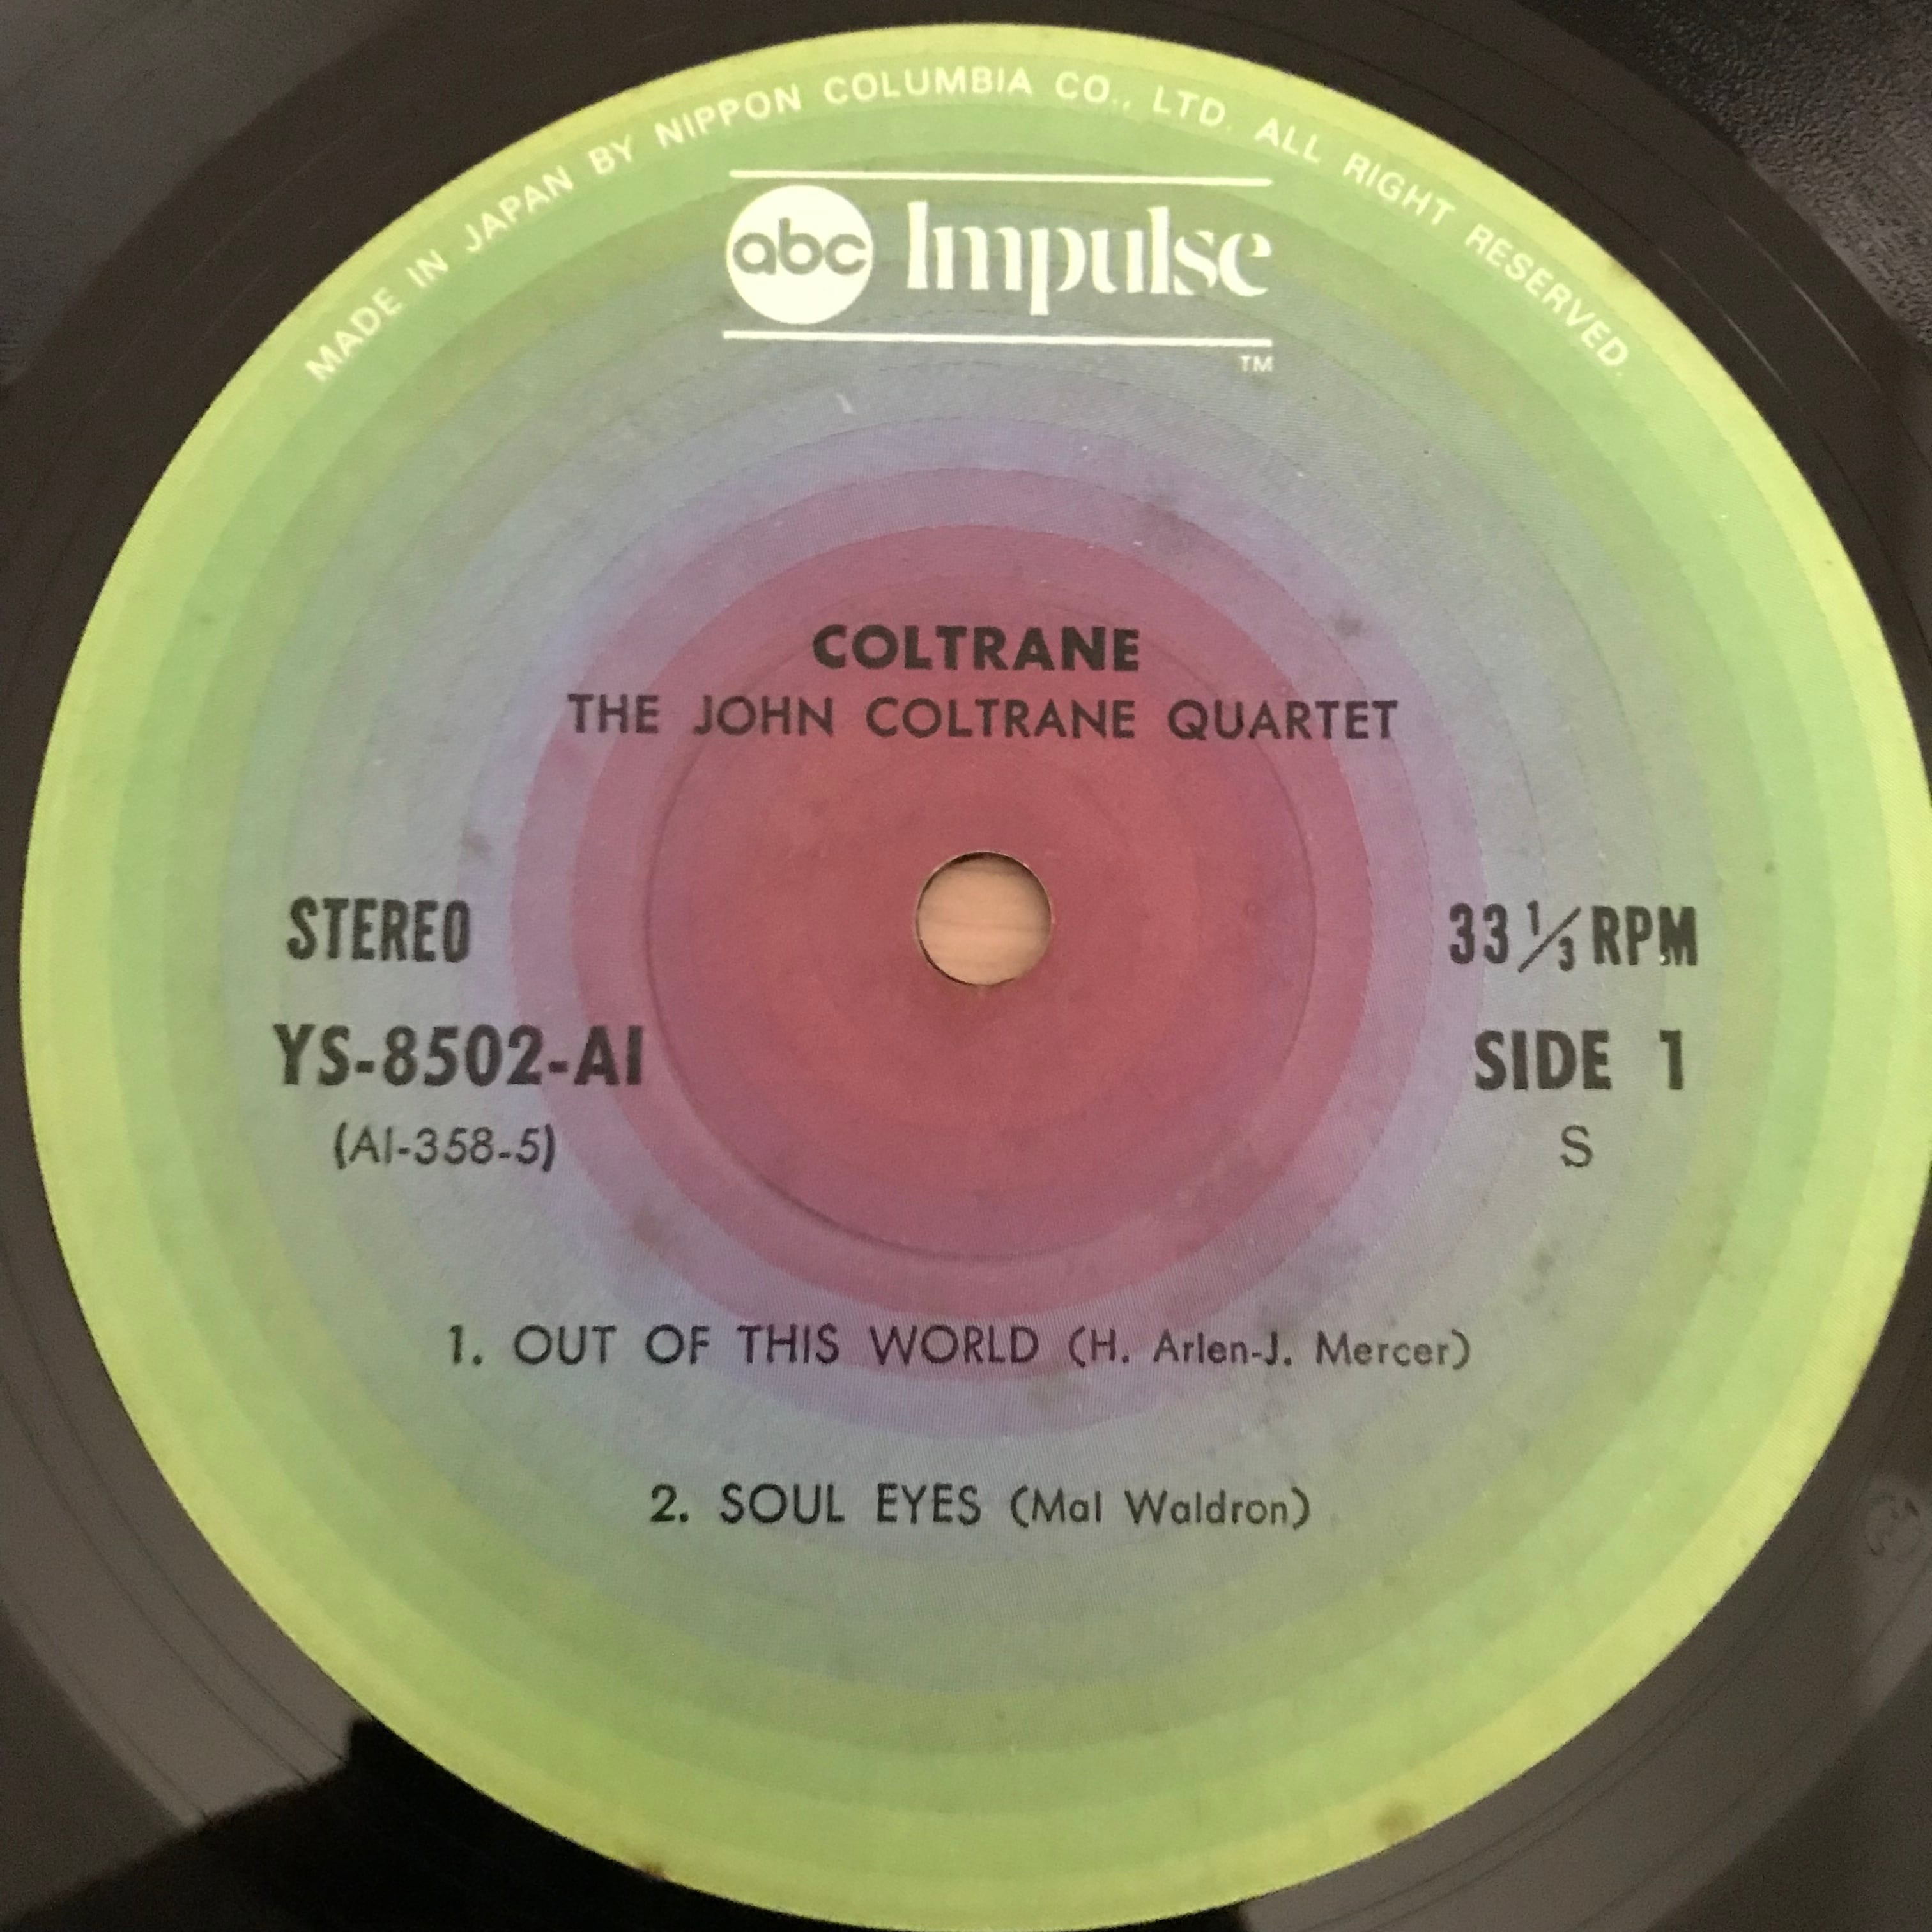 MADE IN JAPAN BY NIPPON COLUMBIA CO., LTD. ALL RIGHT RESERVED.
abc Impulse
TM
COLTRANE
THE JOHN COLTRANE QUARTET
STEREO
33 1/3 RPM
YS-8502-AI
SIDE 1
(AI-358-5)
S
1. OUT OF THIS WORLD (H. Arlen-J. Mercer)
2. SOUL EYES (Mal Waldron)